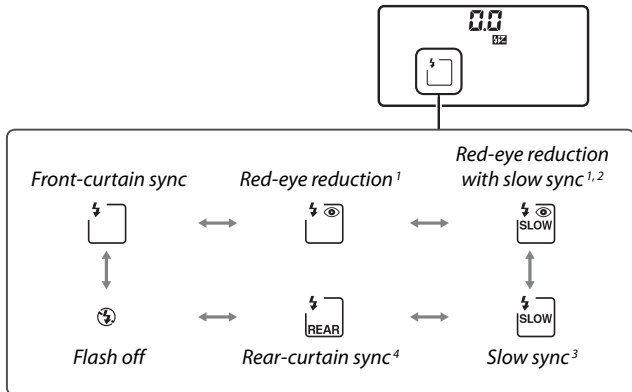 0.0
Front-curtain sync
Red-eye reduction 1
Red-eye reduction
with slow sync 1, 2
SLOW
REAR
SLOW
Flash off
Rear-curtain sync 4
Slow sync 3